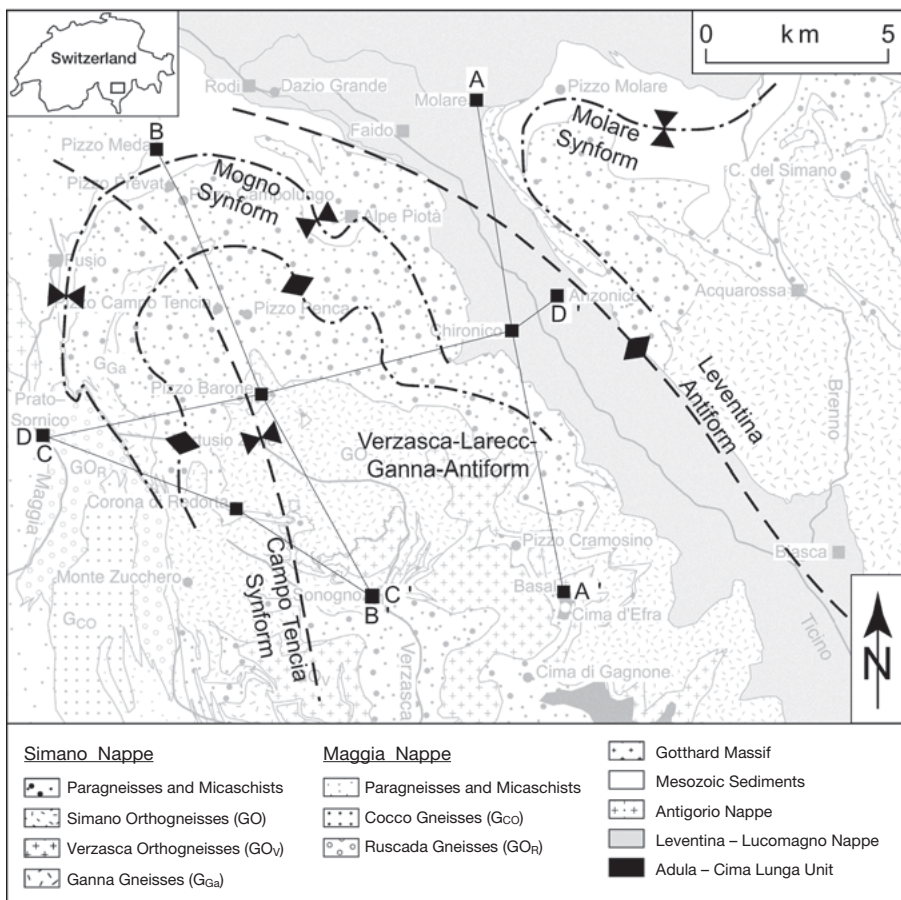 Switzerland
0 km 5
A
Rodi
Dazio Grande
Molare
Pizzo Molare
Faido
Molare
Synform
B
Pizzo Meda
Pizzo Prevat
Mogno
Synform
Campolungo
Alpe Piotà
C. del Simano
Fusio
Campo Tencia
Pizzo Penca
Anzonico
D'
Acquarossa
Chironico
GGa
Pizzo Barone
Leventina
Antiform
Brenno
Prato-
Sornico
D
C
GO
Verzasca-Larecc-
Ganna-Antiform
GOR
Maggia
Corona di Redorta
Pizzo Cramosino
Biasca
Monte Zucchero
Campo Tencia
Synform
Sonogno
C'
B'
Basal
A'
Cima d'Efra
GCO
Verzasca
Ticino
N
Cima di Gagnone
Simano Nappe
Paragneisses and Micaschists
Simano Orthogneisses (GO)
Verzasca Orthogneisses (GOV)
Ganna Gneisses (GGa)
Maggia Nappe
Paragneisses and Micaschists
Cocco Gneisses (GCO)
Ruscada Gneisses (GOR)
Gotthard Massif
Mesozoic Sediments
Antigorio Nappe
Leventina – Lucomagno Nappe
Adula – Cima Lunga Unit